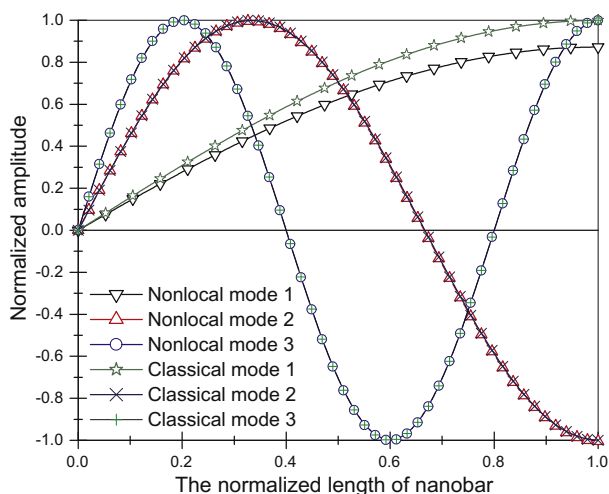 1.0
0.8
0.6
0.4
0.2
0.0
-0.2
-0.4
-0.6
-0.8
-1.0
Normalized amplitude
Nonlocal mode 1
Nonlocal mode 2
Nonlocal mode 3
Classical mode 1
Classical mode 2
Classical mode 3
0.0 0.2 0.4 0.6 0.8 1.0
The normalized length of nanobar